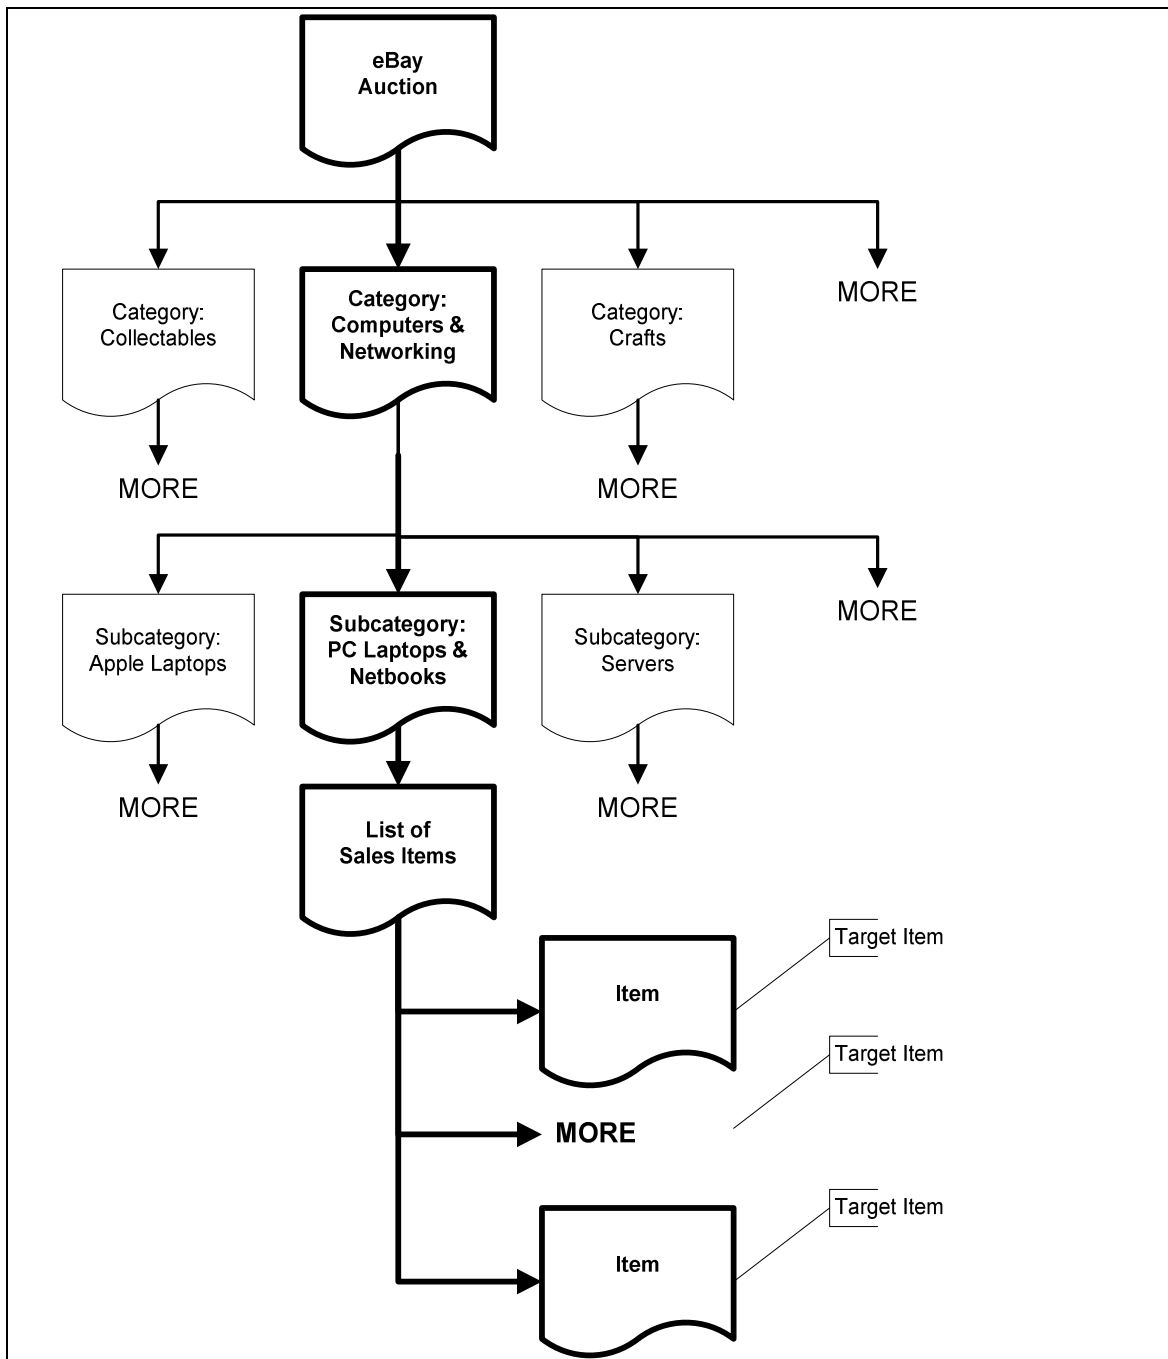 eBay
Auction
Category:
Collectables
Category:
Computers &
Networking
Category:
Crafts
MORE
MORE
MORE
Subcategory:
Apple Laptops
Subcategory:
PC Laptops &
Netbooks
Subcategory:
Servers
MORE
MORE
MORE
List of
Sales Items
Item
Target Item
MORE
Target Item
Item
Target Item